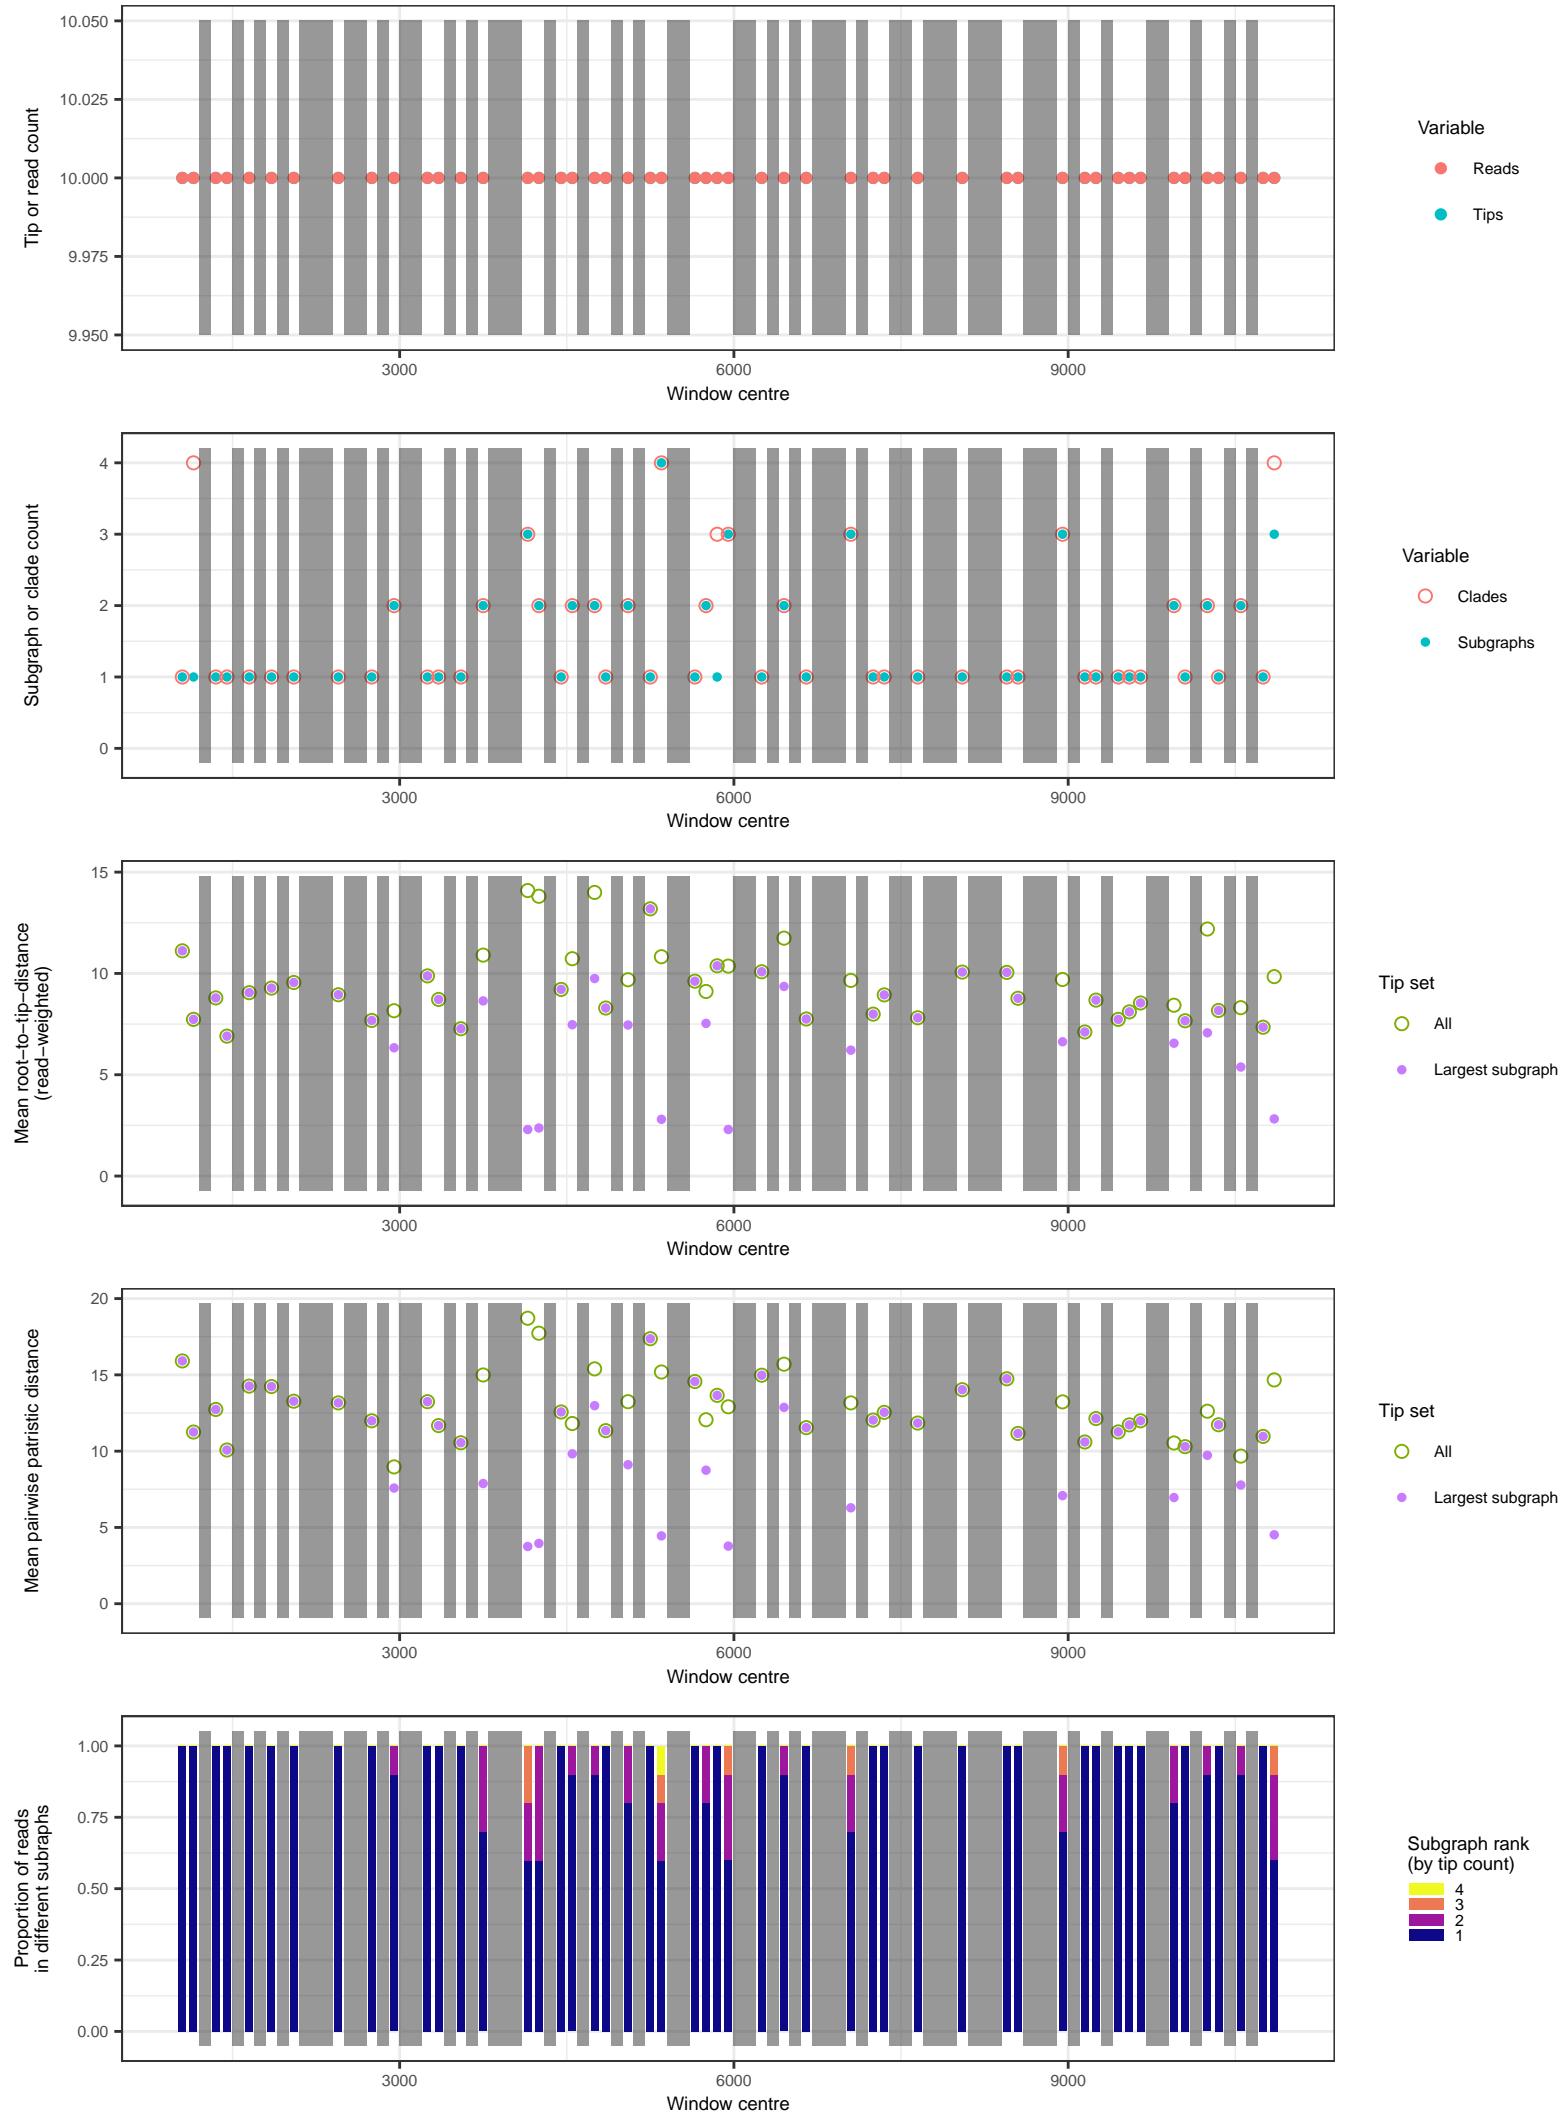 10.050
10.025
10.000
9.975
9.950
Tip or read count
3000 6000 9000
Window centre
Variable
Reads
Tips
4
3
2
1
0
Subgraph or clade count
3000 6000 9000
Window centre
Variable
Clades
Subgraphs
15
10
5
0
Mean root−to−tip−distance
(read−weighted)
3000 6000 9000
Window centre
Tip set
All
Largest subgraph
20
15
10
5
0
Mean pairwise patristic distance
3000 6000 9000
Window centre
Tip set
All
Largest subgraph
1.00
0.75
0.50
0.25
0.00
Proportion of reads
in different subraphs
3000 6000 9000
Window centre
Subgraph rank
(by tip count)
4
3
2
1